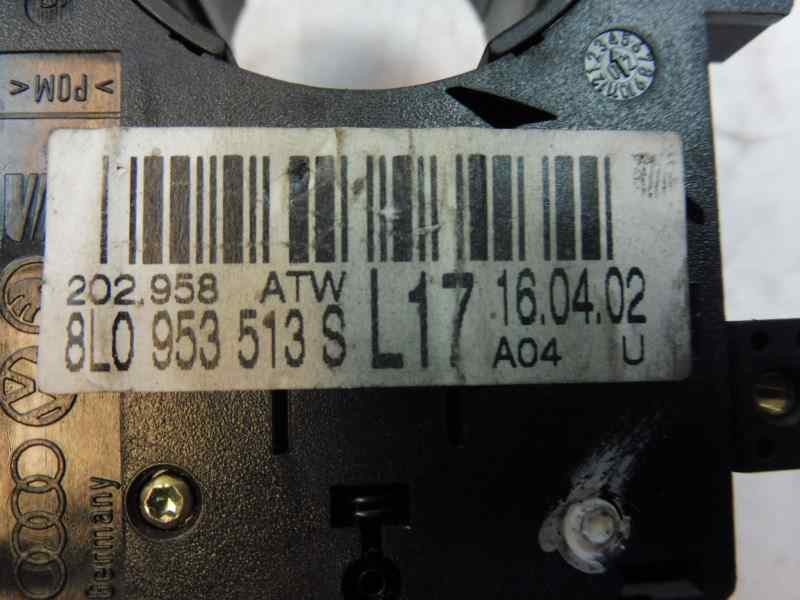 >POM<
202.958 ATW
8L0 953 513 S L17 16.04.02
A04 U
Germany